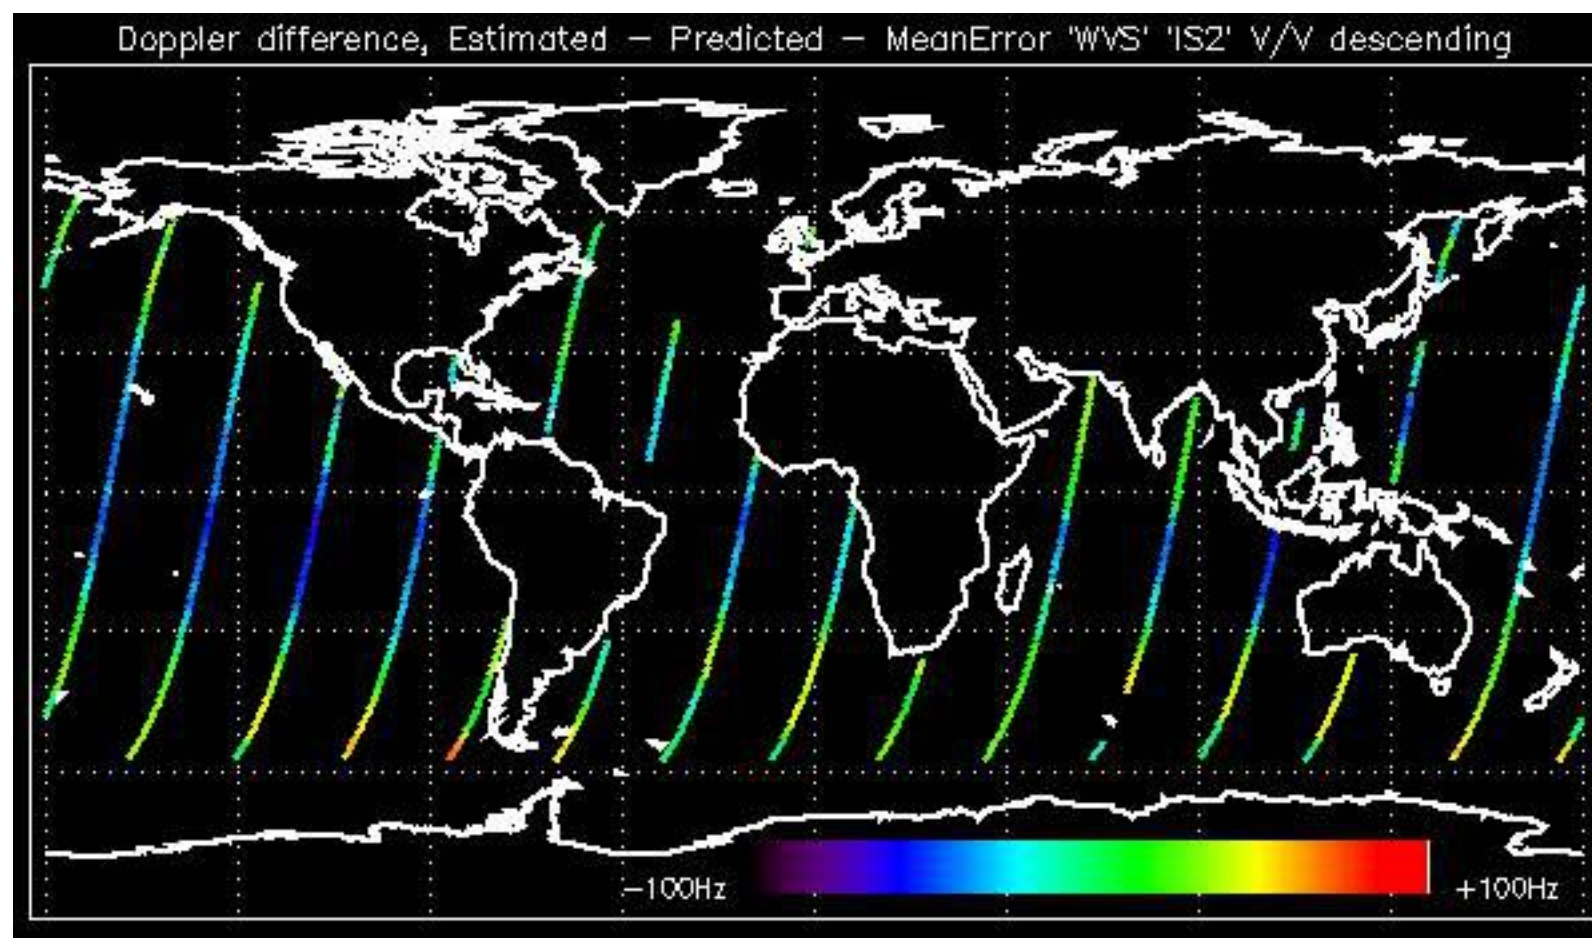 Doppler difference, Estimated – Predicted – MeanError 'WVS' 'IS2' V/V descending
–100Hz +100Hz